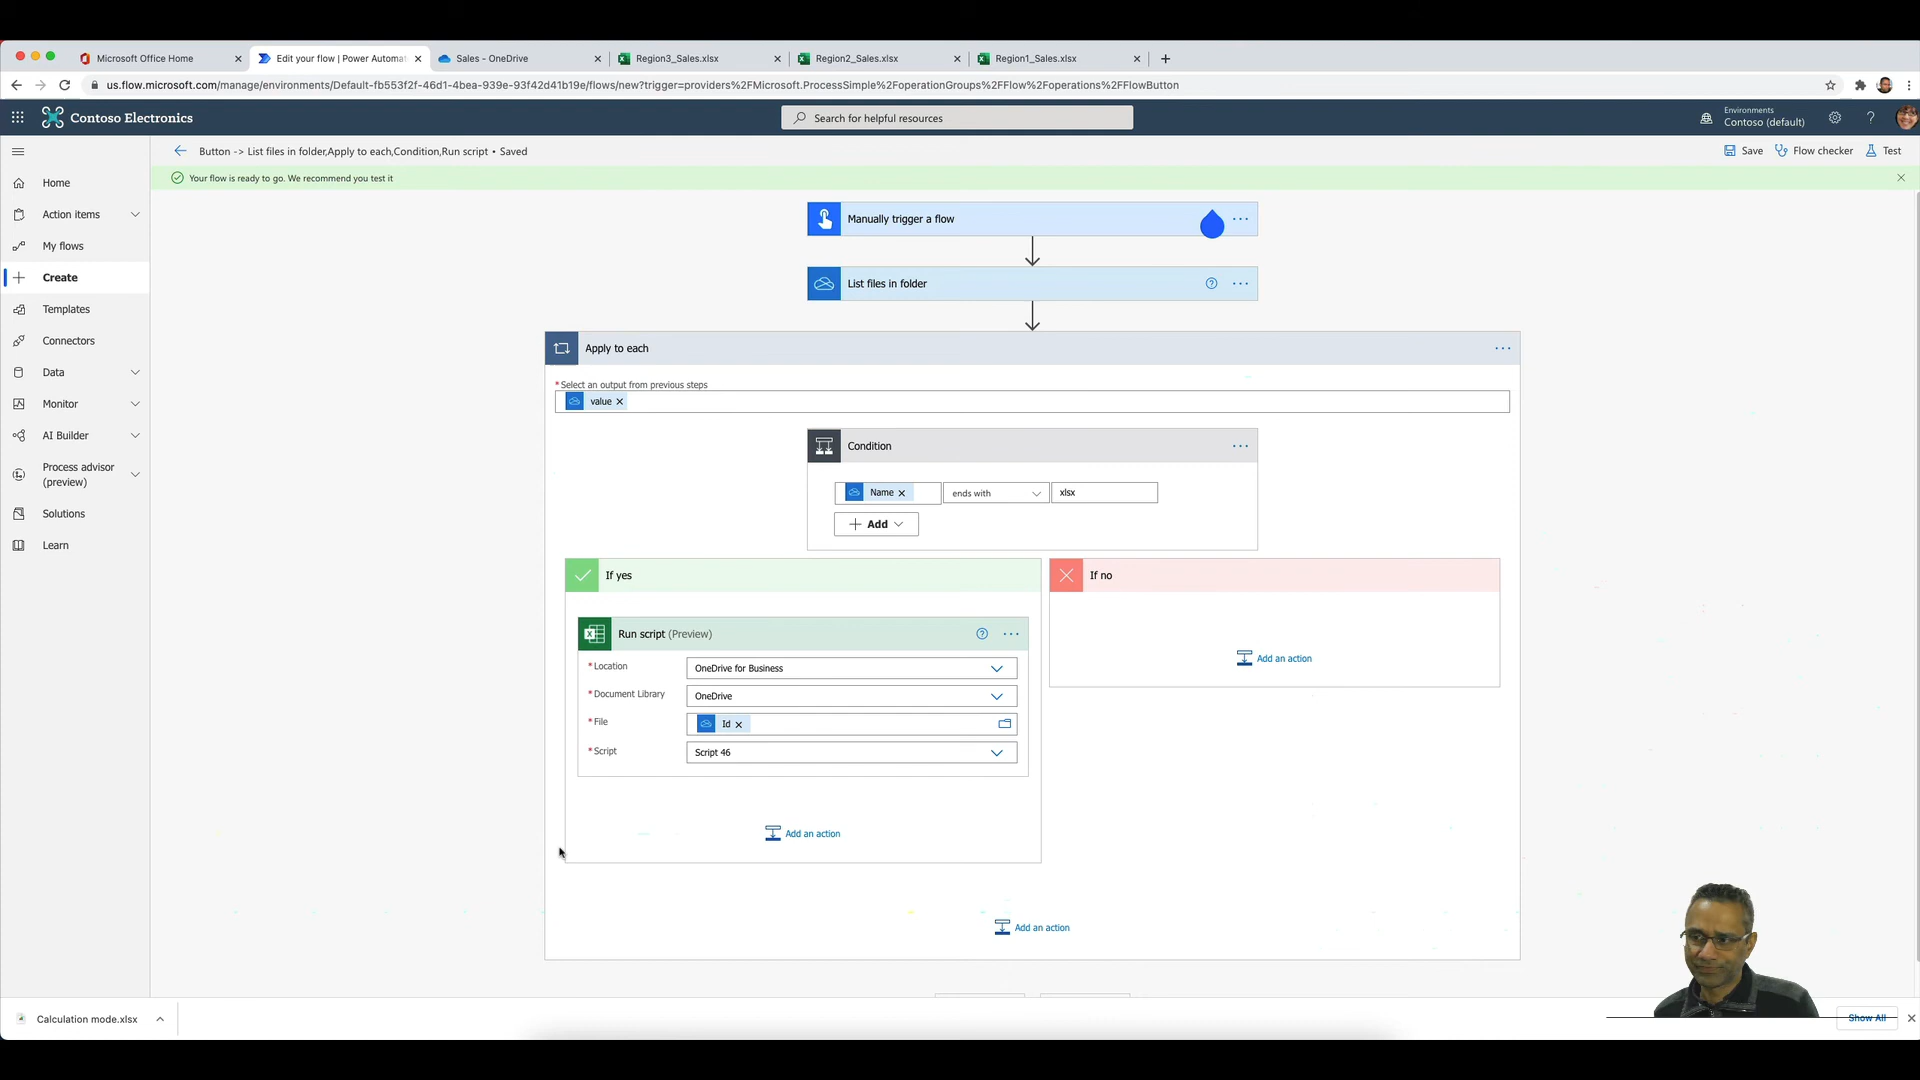 Microsoft Office Home
Edit your flow | Power Automat
Sales - OneDrive
Region3_Sales.xlsx
Region2_Sales.xlsx
Region1_Sales.xlsx
us.flow.microsoft.com/manage/environments/Default-fb553f2f-46d1-4bea-939e-93f42d41b19e/flows/new?trigger=providers%2FMicrosoft.ProcessSimple%2FoperationGroups%2FFlow%2Foperations%2FFlowButton
Contoso Electronics
Search for helpful resources
Environments
Contoso (default)
Button -> List files in folder,Apply to each,Condition,Run script • Saved
Save
Flow checker
Test
Your flow is ready to go. We recommend you test it
Home
Action items
My flows
Create
Templates
Connectors
Data
Monitor
AI Builder
Process advisor
(preview)
Solutions
Learn
Manually trigger a flow
List files in folder
Apply to each
*Select an output from previous steps
value
Condition
Name
ends with
xlsx
Add
If yes
Run script (Preview)
*Location
OneDrive for Business
*Document Library
OneDrive
*File
Id
*Script
Script 46
Add an action
If no
Add an action
Add an action
Calculation mode.xlsx
Show All